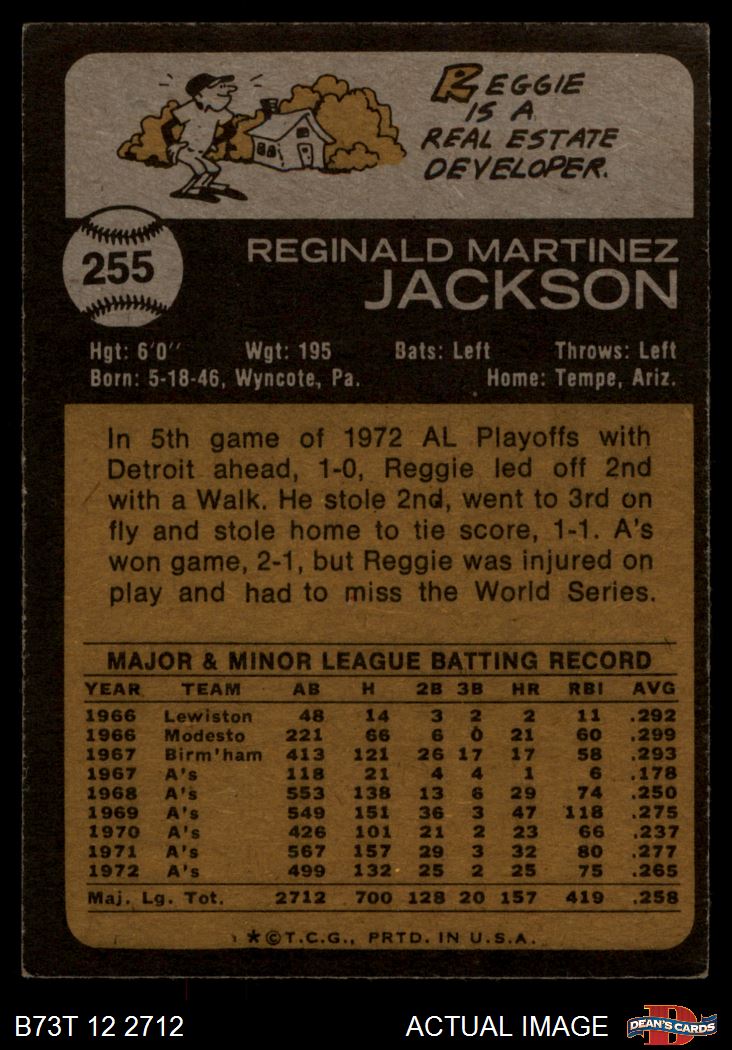 REGGIE
IS A
REAL ESTATE
DEVELOPER.
255
REGINALD MARTINEZ
JACKSON
Hgt: 6'0" Wgt: 195 Bats: Left Throws: Left
Born: 5-18-46, Wyncote, Pa. Home: Tempe, Ariz.
In 5th game of 1972 AL Playoffs with
Detroit ahead, 1-0, Reggie led off 2nd
with a Walk. He stole 2nd, went to 3rd on
fly and stole home to tie score, 1-1. A's
won game, 2-1, but Reggie was injured on
play and had to miss the World Series.
MAJOR & MINOR LEAGUE BATTING RECORD
YEAR TEAM AB H 2B 3B HR RBI AVG
1966 Lewiston 48 14 3 2 2 11 .292
1966 Modesto 221 66 6 0 21 60 .299
1967 Birm'ham 413 121 26 17 17 58 .293
1967 A's 118 21 4 4 1 6 .178
1968 A's 553 138 13 6 29 74 .250
1969 A's 549 151 36 3 47 118 .275
1970 A's 426 101 21 2 23 66 .237
1971 A's 567 157 29 3 32 80 .277
1972 A's 499 132 25 2 25 75 .265
Maj. Lg. Tot. 2712 700 128 20 157 419 .258
★©T.C.G., PRTD. IN U.S.A.
B73T 12 2712 ACTUAL IMAGE D DEAN'S CARDS